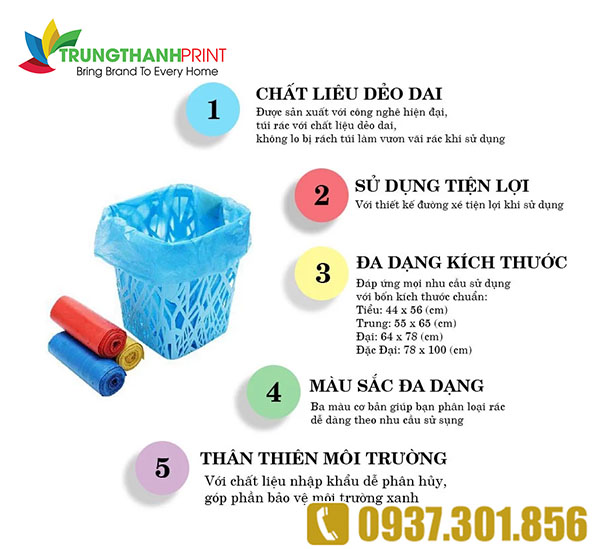 TRUNGTHANHPRINT
Bring Brand To Every Home
1
CHẤT LIÊU DẺO DAI
Được sản xuất với công nghê hiện đại,
túi rác với chất liệu dẻo dai,
không lo bị rách túi làm vươn vãi rác khi sử dụng
2
SỬ DỤNG TIỆN LỢI
Với thiết kế đường xé tiện lợi khi sử dụng
3
ĐA DẠNG KÍCH THƯỚC
Đáp ứng mọi nhu cầu sử dụng
với bốn kích thước chuẩn:
Tiểu: 44 x 56 (cm)
Trung: 55 x 65 (cm)
Đại: 64 x 78 (cm)
Đặc Đại: 78 x 100 (cm)
4
MÀU SẮC ĐA DẠNG
Ba màu cơ bản giúp bạn phân loại rác
dễ dàng theo nhu cầu sử sụng
5
THÂN THIÊN MÔI TRƯỜNG
Với chất liệu nhập khẩu dễ phân hủy,
góp phần bảo vệ môi trường xanh
0937.301.856